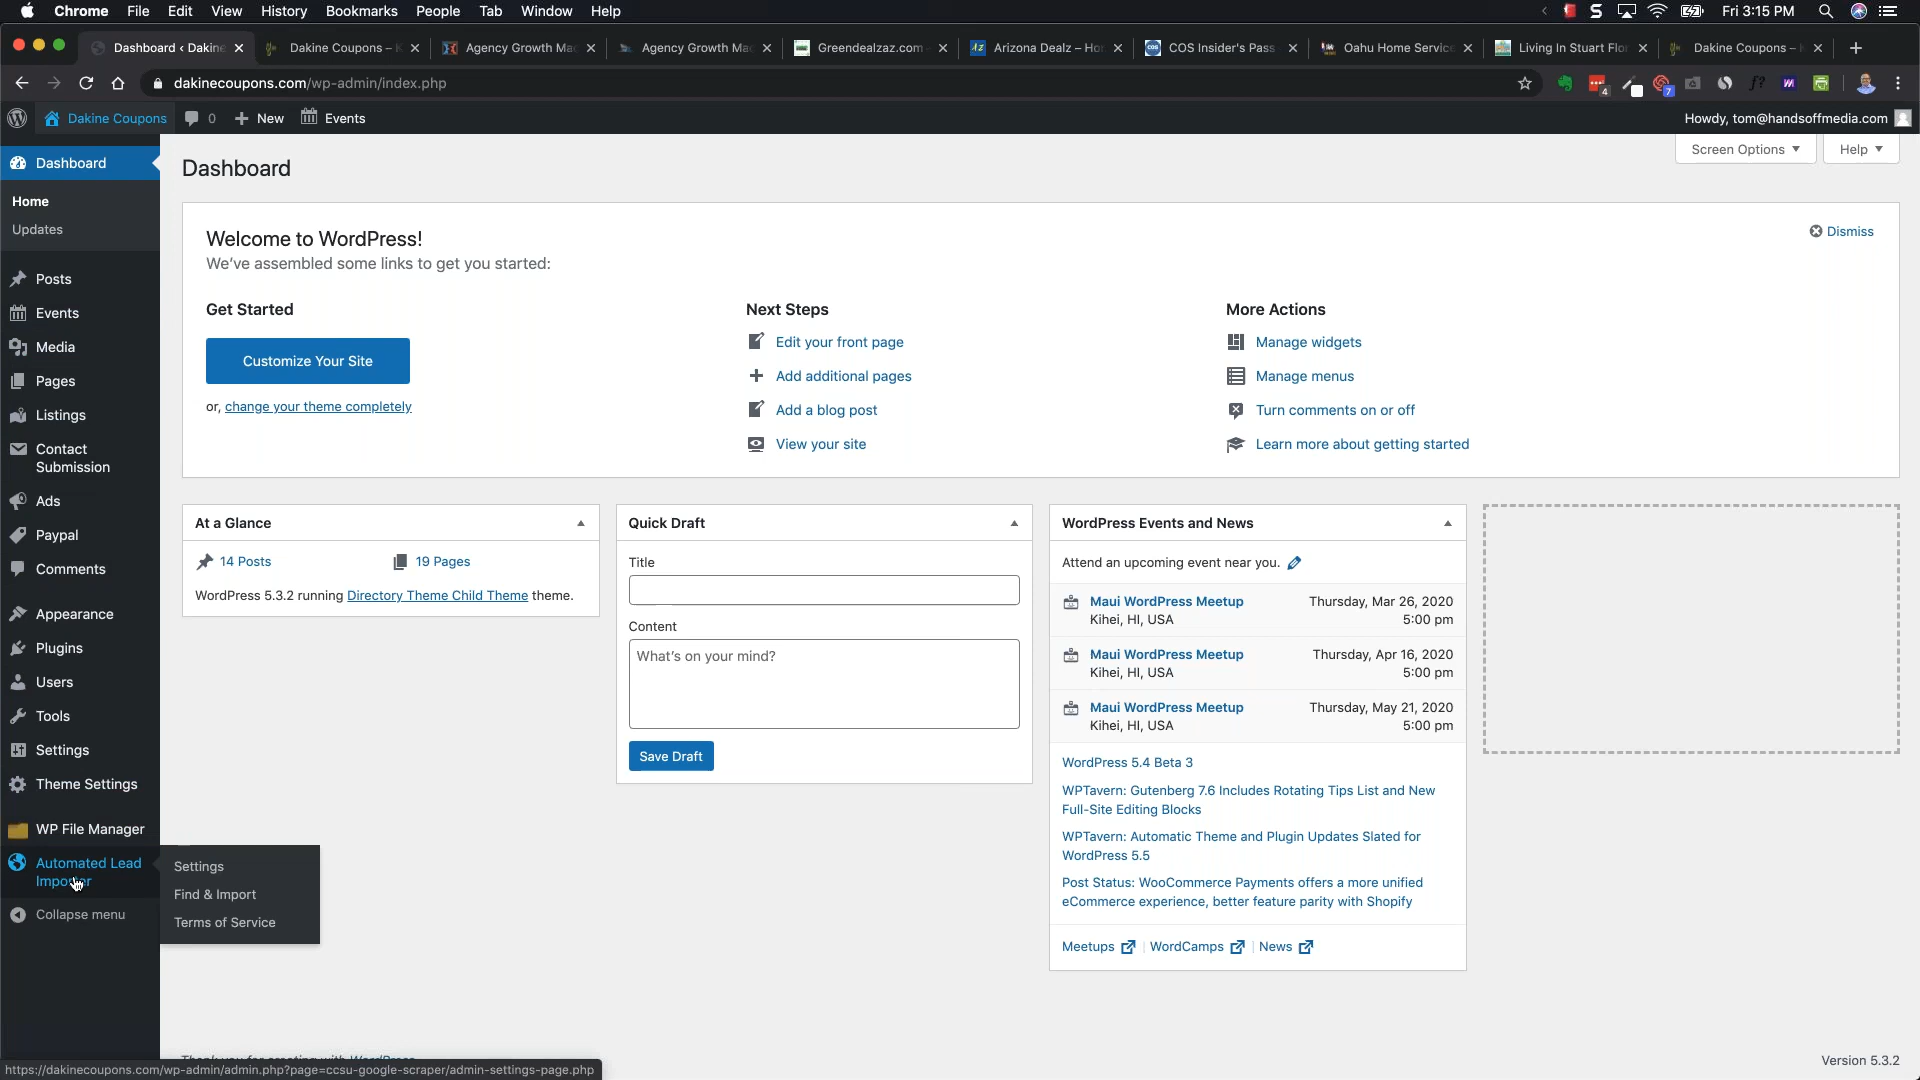 Chrome File Edit View History Bookmarks People Tab Window Help
Fri 3:15 PM
Dashboard ‹ Dakine
Dakine Coupons –
Agency Growth Ma
Agency Growth Ma
Greendealzaz.com
Arizona Dealz – Ho
COS Insider's Pass
Oahu Home Service
Living In Stuart Flor
Dakine Coupons –
dakinecoupons.com/wp-admin/index.php
4
7
f?
Dakine Coupons
0
New
Events
Howdy, tom@handsoffmedia.com
Dashboard
Home
Updates
Posts
Events
Media
Pages
Listings
Contact
Submission
Ads
Paypal
Comments
Appearance
Plugins
Users
Tools
Settings
Theme Settings
WP File Manager
Automated Lead
Importer
Collapse menu
Settings
Find & Import
Terms of Service
Dashboard
Screen Options
Help
Welcome to WordPress!
We've assembled some links to get you started:
Dismiss
Get Started
Customize Your Site
or, change your theme completely
Next Steps
Edit your front page
Add additional pages
Add a blog post
View your site
More Actions
Manage widgets
Manage menus
Turn comments on or off
Learn more about getting started
At a Glance
14 Posts
19 Pages
WordPress 5.3.2 running Directory Theme Child Theme theme.
Quick Draft
Title
Content
What's on your mind?
Save Draft
WordPress Events and News
Attend an upcoming event near you.
Maui WordPress Meetup Thursday, Mar 26, 2020
Kihei, HI, USA 5:00 pm
Maui WordPress Meetup Thursday, Apr 16, 2020
Kihei, HI, USA 5:00 pm
Maui WordPress Meetup Thursday, May 21, 2020
Kihei, HI, USA 5:00 pm
WordPress 5.4 Beta 3
WPTavern: Gutenberg 7.6 Includes Rotating Tips List and New
Full-Site Editing Blocks
WPTavern: Automatic Theme and Plugin Updates Slated for
WordPress 5.5
Post Status: WooCommerce Payments offers a more unified
eCommerce experience, better feature parity with Shopify
Meetups | WordCamps | News
Thank you for creating with WordPress
Version 5.3.2
https://dakinecoupons.com/wp-admin/admin.php?page=ccsu-google-scraper/admin-settings-page.php